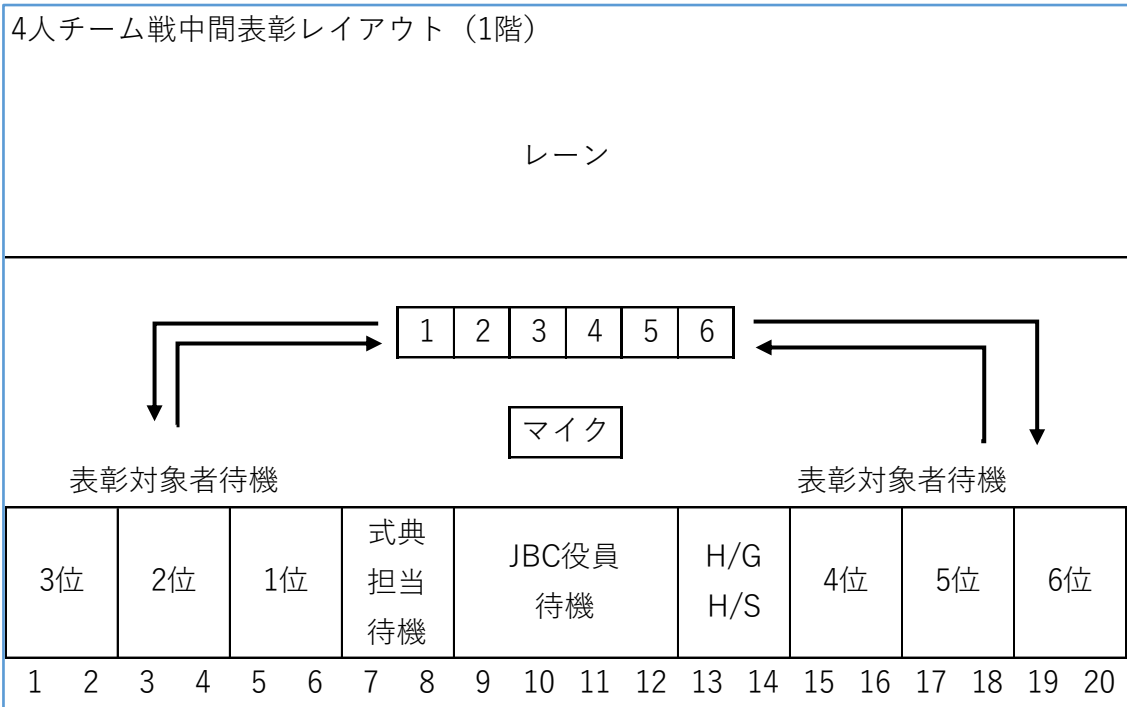 4人チーム戦中間表彰レイアウト（1階）
レーン
1 2 3 4 5 6
マイク
表彰対象者待機 表彰対象者待機
3位 2位 1位 式典担当待機 JBC役員待機 H/G H/S 4位 5位 6位
1 2 3 4 5 6 7 8 9 10 11 12 13 14 15 16 17 18 19 20